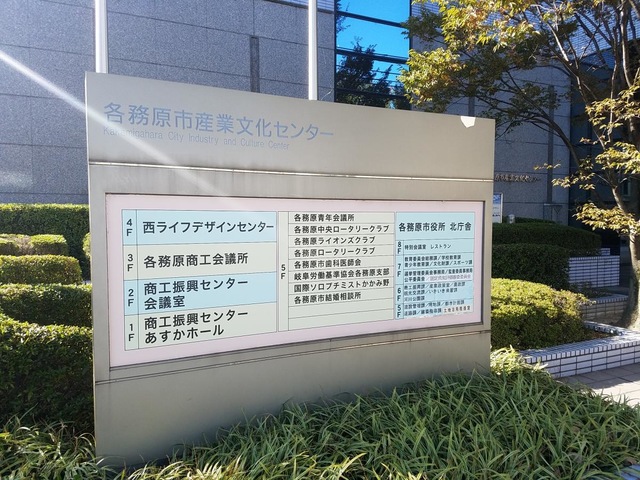 各務原市産業文化センター
Kakamigahara City Industry and Culture Center
4F 西ライフデザインセンター
3F 各務原商工会議所
2F 商工振興センター
会議室
1F 商工振興センター
あすかホール
5F
各務原青年会議所
各務原中央ロータリークラブ
各務原ライオンズクラブ
各務原ロータリークラブ
各務原市歯科医師会
岐阜労働基準協会各務原支部
国際ソロプチミストかかみ野
各務原市結婚相談所
各務原市役所 北庁舎
8F 特別会議室 レストラン
7F
6F
5F